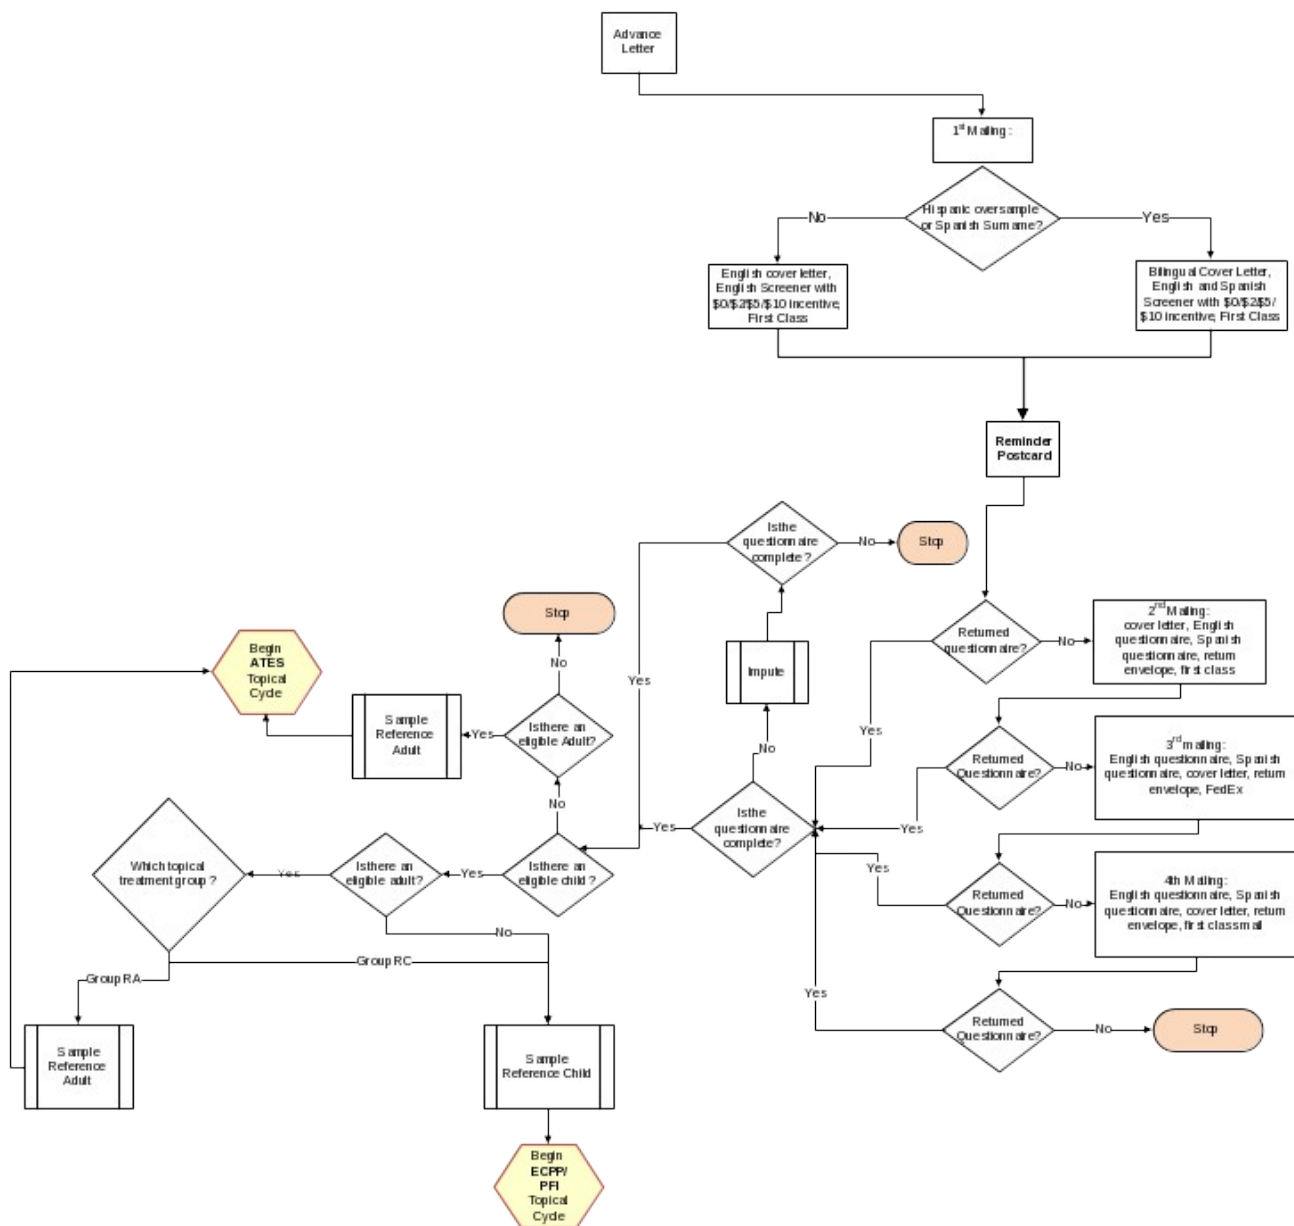 Advance
Letter
1st Mailing :
Hispanic oversample
or Spanish Surname?
No
Yes
English cover letter,
English Screener with
$0/$2/$5/$10 incentive,
First Class
Bilingual Cover Letter,
English and Spanish
Screener with $0/$2/$5/
$10 incentive, First Class
Reminder
Postcard
Is the
questionnaire
complete ?
No
Stop
Yes
Stop
No
Returned
questionnaire?
No
2nd Mailing:
cover letter, English
questionnaire, Spanish
questionnaire, return
envelope, first class
Yes
Impute
No
Begin
ATES
Topical
Cycle
Sample
Reference
Adult
Yes
Is there an
eligible Adult?
No
Returned
Questionnaire?
No
3rd mailing:
English questionnaire, Spanish
questionnaire, cover letter, return
envelope, FedEx
Yes
Is the
questionnaire
complete?
Yes
Which topical
treatment group ?
Yes
Is there an
eligible adult?
Yes
Is there an
eligible child ?
Yes
Returned
Questionnaire?
No
4th Mailing:
English questionnaire, Spanish
questionnaire, cover letter, return
envelope, first class mail
No
Group RC
Group RA
Yes
Returned
Questionnaire?
No
Stop
Sample
Reference
Adult
Sample
Reference Child
Begin
ECPP/
PFI
Topical
Cycle